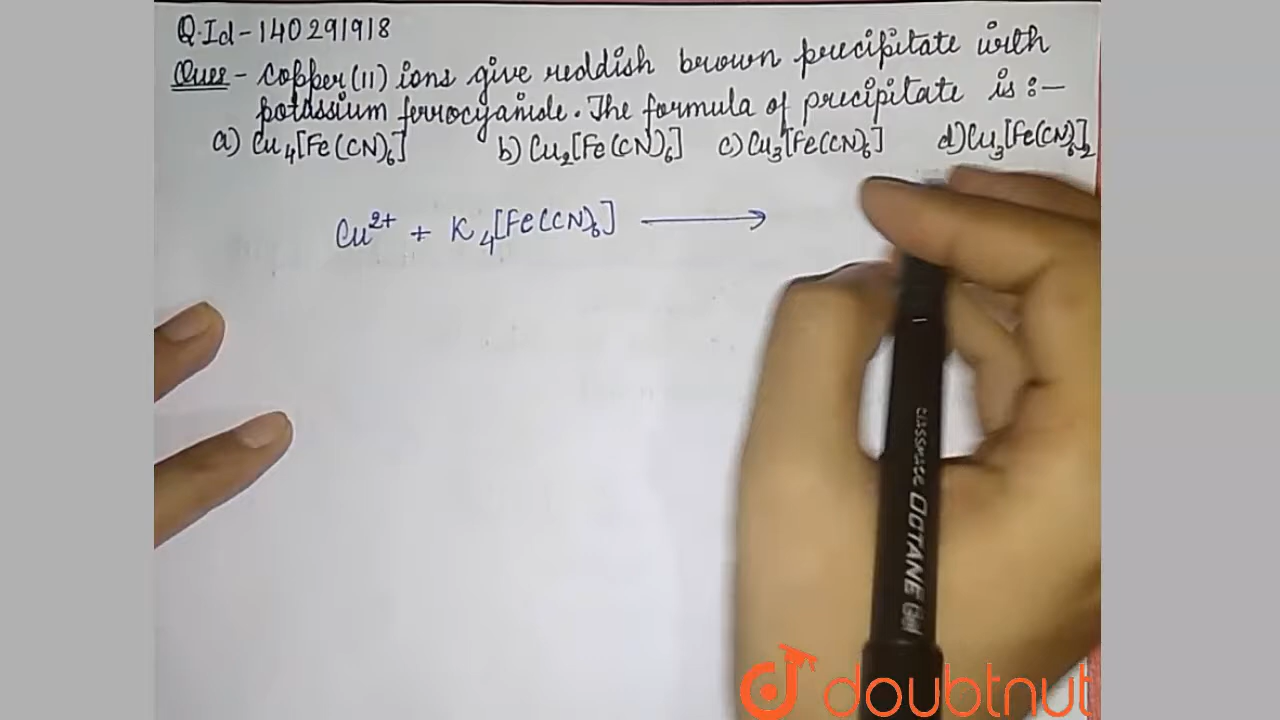 Q.Id-140291918
Ques - Copper(II) ions give reddish brown precipitate with
potassium ferrocyanide. The formula of precipitate is :-
a) Cu4[Fe(CN)6] b) Cu2[Fe(CN)6] c) Cu3[Fe(CN)6] d) Cu3[Fe(CN)6]2
Cu2+ + K4[Fe(CN)6] ⟶
classmate OCTANE Gel
doubtnut